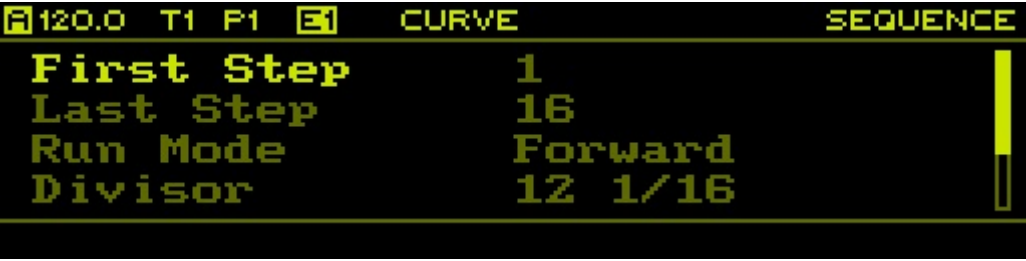 A 120.0 T1 P1 E1 CURVE SEQUENCE
First Step 1
Last Step 16
Run Mode Forward
Divisor 12 1/16